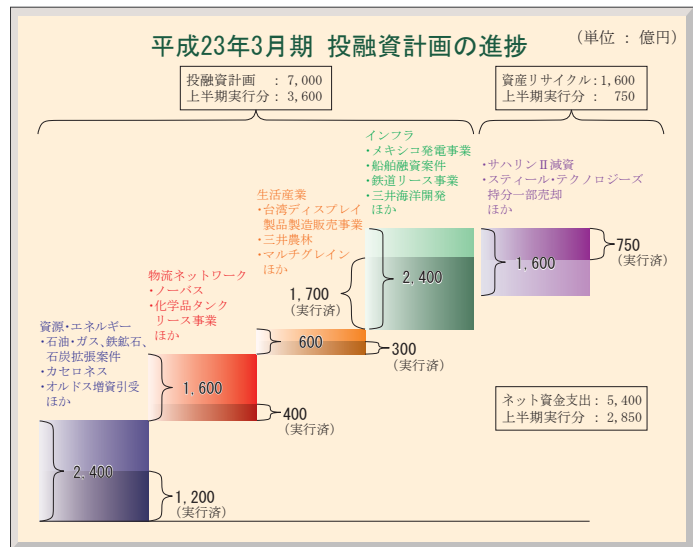 平成23年3月期 投融資計画の進捗
(単位 : 億円)
投融資計画 : 7,000
上半期実行分 : 3,600
資産リサイクル : 1,600
上半期実行分 : 750
インフラ
・メキシコ発電事業
・船舶融資案件
・鉄道リース事業
・三井海洋開発
ほか
・サハリンⅡ減資
・スティール・テクノロジーズ
持分一部売却
ほか
生活産業
・台湾ディスプレイ
製品製造販売事業
・三井農林
・マルチグレイン
ほか
物流ネットワーク
・ノーバス
・化学品タンク
リース事業
ほか
資源・エネルギー
・石油・ガス、鉄鉱石、
石炭拡張案件
・カセロネス
・オルドス増資引受
ほか
2,400
1,200
(実行済)
1,600
400
(実行済)
600
300
(実行済)
1,700
(実行済)
2,400
1,600
750
(実行済)
ネット資金支出 : 5,400
上半期実行分 : 2,850